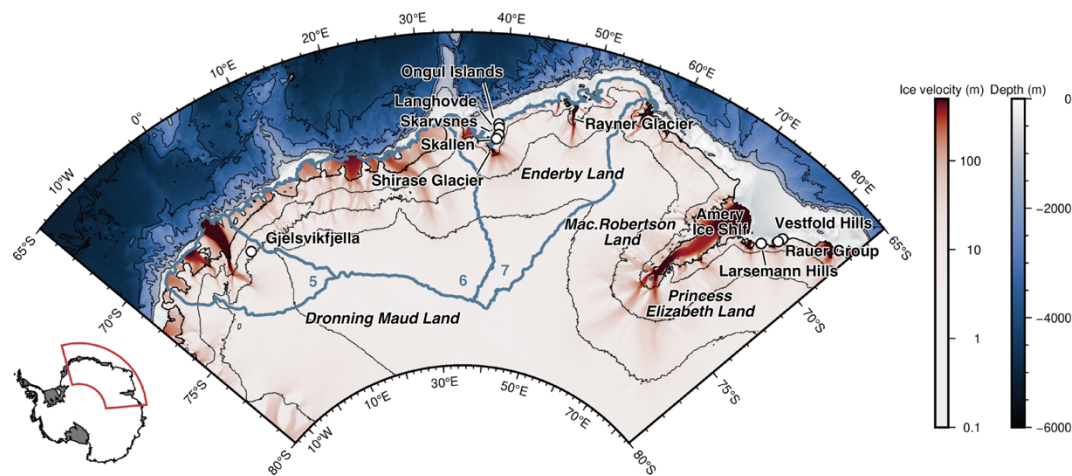 30°E
40°E
20°E
50°E
10°E
60°E
0°
70°E
10°W
80°E
65°S
65°S
Ongul Islands
Langhovde
Skarvsnes
Skallen
Rayner Glacier
Shirase Glacier
Enderby Land
Gjelsvikfjella
Mac.Robertson
Land
Amery
Ice Shlf
Vestfold Hills
Rauer Group
Larsemann Hills
Princess
Elizabeth Land
5
6
7
Dronning Maud Land
70°S
70°S
75°S
75°S
80°S
80°S
10°W
10°E
30°E
50°E
70°E
Ice velocity (m)
100
10
1
0.1
Depth (m)
0
−2000
−4000
−6000